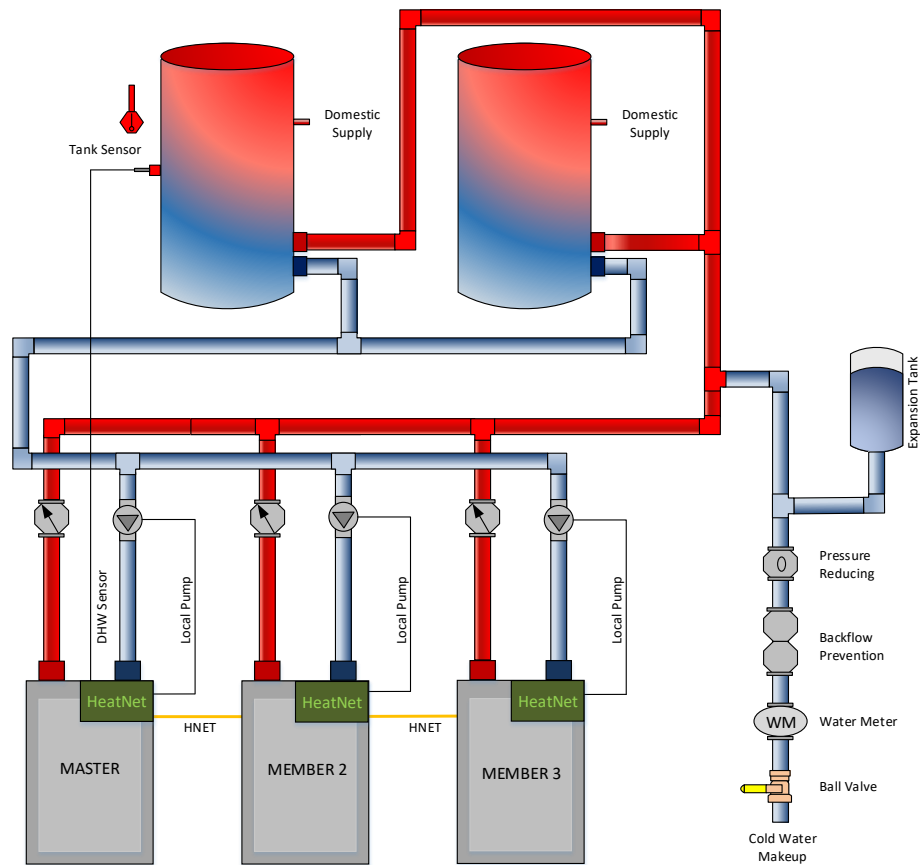 Domestic
Supply
Domestic
Supply
Tank Sensor
Expansion Tank
DHW Sensor
Local Pump
Local Pump
Local Pump
Pressure
Reducing
Backflow
Prevention
HeatNet
HeatNet
HeatNet
HNET
HNET
WM
Water Meter
MASTER
MEMBER 2
MEMBER 3
Ball Valve
Cold Water
Makeup